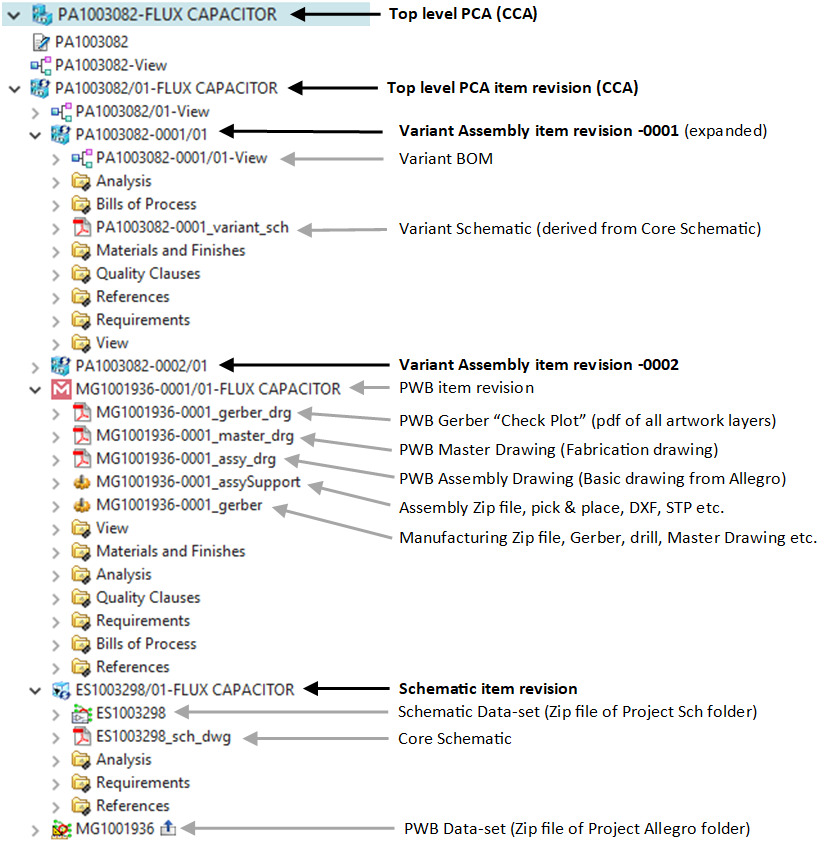 PA1003082-FLUX CAPACITOR Top level PCA (CCA)
PA1003082
PA1003082-View
PA1003082/01-FLUX CAPACITOR Top level PCA item revision (CCA)
PA1003082/01-View
PA1003082-0001/01 Variant Assembly item revision -0001 (expanded)
PA1003082-0001/01-View Variant BOM
Analysis
Bills of Process
PA1003082-0001_variant_sch Variant Schematic (derived from Core Schematic)
Materials and Finishes
Quality Clauses
References
Requirements
View
PA1003082-0002/01 Variant Assembly item revision -0002
MG1001936-0001/01-FLUX CAPACITOR PWB item revision
MG1001936-0001_gerber_drg PWB Gerber “Check Plot” (pdf of all artwork layers)
MG1001936-0001_master_drg PWB Master Drawing (Fabrication drawing)
MG1001936-0001_assy_drg PWB Assembly Drawing (Basic drawing from Allegro)
MG1001936-0001_assySupport Assembly Zip file, pick & place, DXF, STP etc.
MG1001936-0001_gerber Manufacturing Zip file, Gerber, drill, Master Drawing etc.
View
Materials and Finishes
Analysis
Quality Clauses
Requirements
Bills of Process
References
ES1003298/01-FLUX CAPACITOR Schematic item revision
ES1003298 Schematic Data-set (Zip file of Project Sch folder)
ES1003298_sch_dwg Core Schematic
Analysis
Requirements
References
MG1001936 PWB Data-set (Zip file of Project Allegro folder)